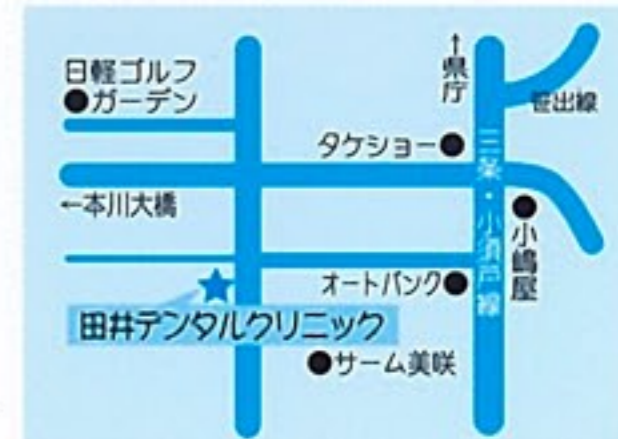 日軽ゴルフ
●ガーデン
↑県庁
笹出線
タケショー●
三条・小須戸線
←本川大橋
●小嶋屋
オートバンク●
田井デンタルクリニック
●サーム美咲